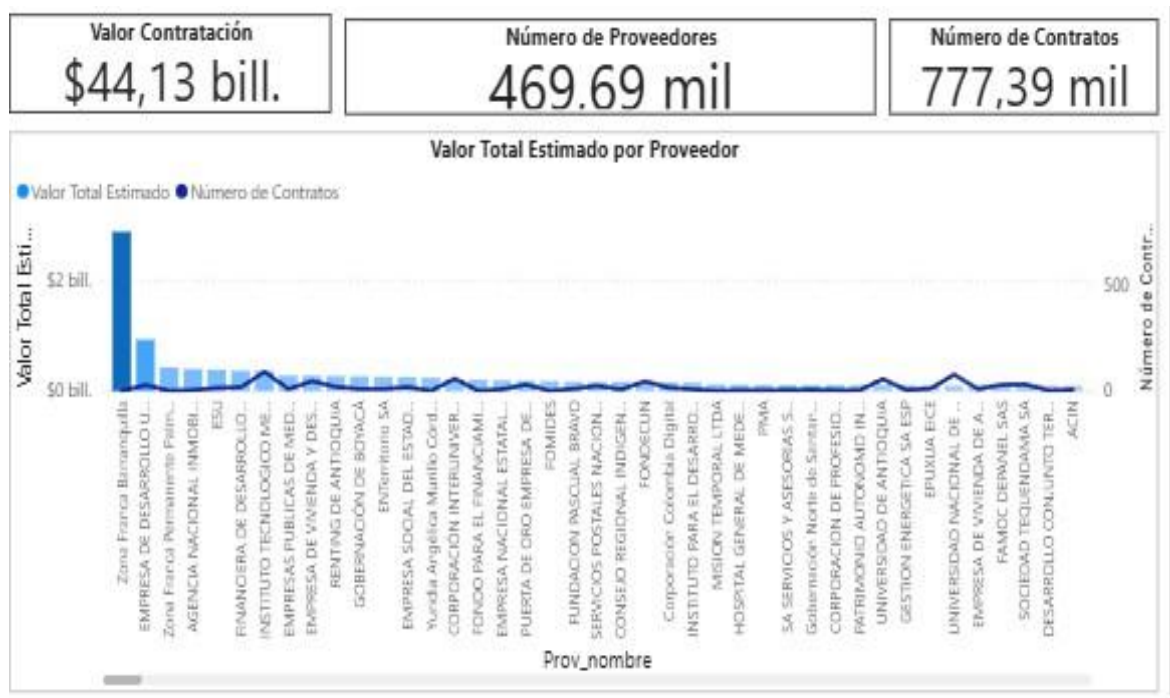 Valor Contratación
$44,13 bill.
Número de Proveedores
469.69 mil
Número de Contratos
777,39 mil
Valor Total Estimado por Proveedor
Valor Total Estimado
Número de Contratos
Valor Total Esti...
$2 bill.
$0 bill.
500
0
Número de Contr...
Zona Franca Barranquilla
EMPRESA DE DESARROLLO U...
Zona Franca Permanente
AGENCIA NACIONAL INMOBI...
ESU
FINANCIERA DE DESARROLLO...
INSTITUTO TECNOLOGICO ME...
EMPRESAS PUBLICAS DE MED...
EMPRESA DE VIVIENDA Y DES...
RENTING DE ANTIOQUIA
GOBERNACIÓN DE BOYACÁ
ENTerritorio SA
EMPRESA SOCIAL DEL ESTAD...
Angélica Murillo Cord...
CORPORACIÓN INTERUNIVER...
FONDO PARA EL FINANCIAMI...
EMPRESA NACIONAL ESTATAL...
PUERTA DE ORO EMPRESA DE...
FOMIDES
FUNDACION PASCUAL BRAVO
SERVICIOS POSTALES NACION...
CONSEJO REGIONAL INDIGEN...
FONDECUN
Corporación Colombia Digital
INSTITUTO PARA EL DESARRO...
MISION TEMPORAL LTDA
HOSPITAL GENERAL DE MEDE...
PMA
SA SERVICIOS Y ASESORIAS S...
Gobernación Norte de Santan...
CORPORACION DE PROFESIO...
PATRIMONIO AUTONOMO IN...
UNIVERSIDAD DE ANTIOQUIA
GESTION ENERGETICA SA ESP
EPUXUA EICE
UNIVERSIDAD NACIONAL DE ...
EMPRESA DE VIVIENDA DE A...
FAMOC DEPANEL SAS
SOCIEDAD TEQUENDAMA SA
DESARROLLO CONJUNTO TER...
ACIN
Prov_nombre